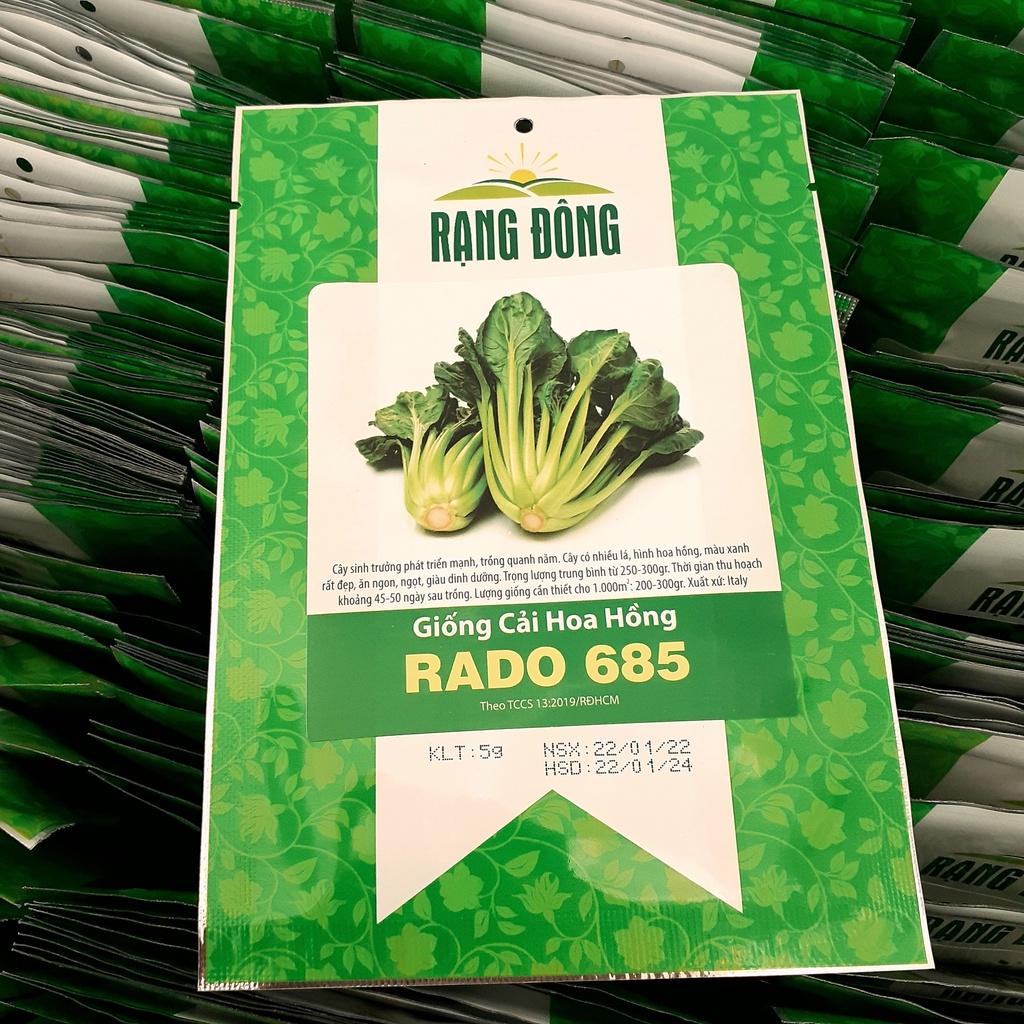 RẠNG ĐÔNG
Cây sinh trưởng phát triển mạnh, trồng quanh năm. Cây có nhiều lá, hình hoa hồng, màu xanh
rất đẹp, ăn ngon, ngọt, giàu dinh dưỡng. Trọng lượng trung bình từ 250-300gr. Thời gian thu hoạch
khoảng 45-50 ngày sau trồng. Lượng giống cần thiết cho 1.000m²: 200-300gr. Xuất xứ: Italy
Giống Cải Hoa Hồng
RADO 685
Theo TCCS 13:2019/RĐHCM
KLT:5g NSX:22/01/22
HSD:22/01/24
RẠNG
RẠNG ĐÔNG